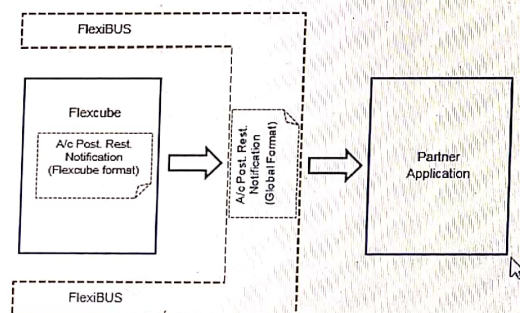 FlexiBUS
Flexcube
A/c Post. Rest.
Notification
(Flexcube format)
A/c Post. Rest.
Notification
(Global Format)
Partner
Application
FlexiBUS